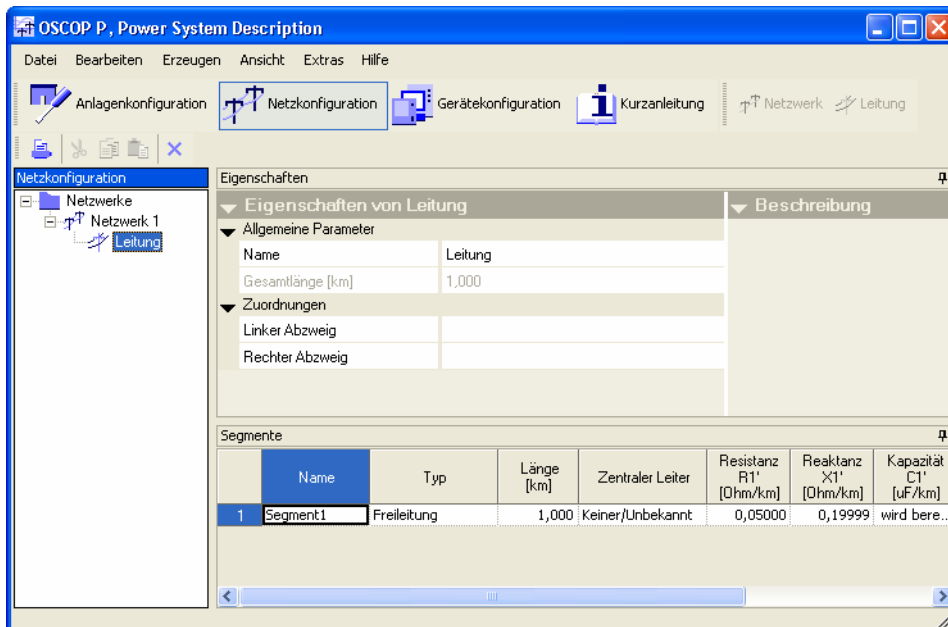 OSCOP P, Power System Description
Datei Bearbeiten Erzeugen Ansicht Extras Hilfe
Anlagenkonfiguration Netzkonfiguration Gerätekonfiguration Kurzanleitung Netzwerk Leitung
Netzkonfiguration
Netzwerke
Netzwerk 1
Leitung
Eigenschaften
Eigenschaften von Leitung Beschreibung
Allgemeine Parameter
Name Leitung
Gesamtlänge [km] 1,000
Zuordnungen
Linker Abzweig
Rechter Abzweig
Segmente
Name Typ Länge [km] Zentraler Leiter Resistanz R1' [Ohm/km] Reaktanz X1' [Ohm/km] Kapazität C1' [uF/km]
1 Segment1 Freileitung 1,000 Keiner/Unbekannt 0,05000 0,19999 wird bere..